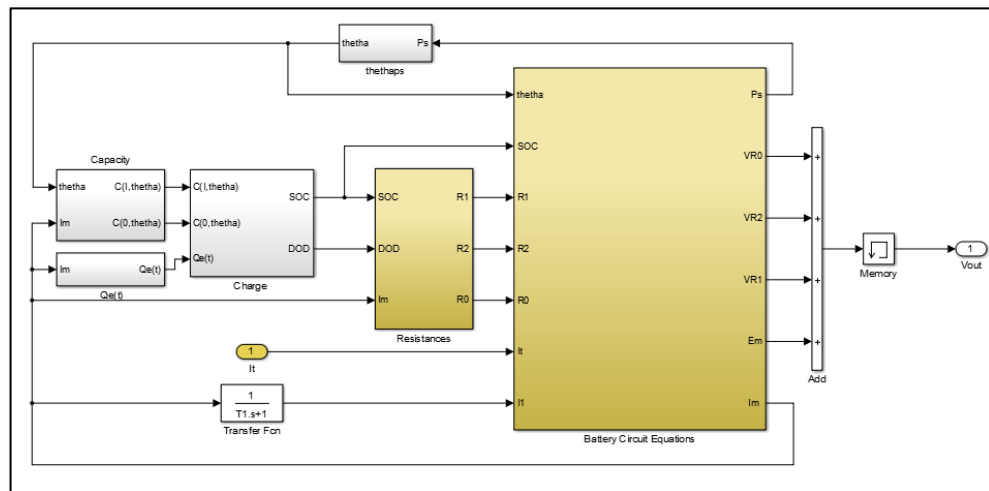 thetha Ps
thethaps
thetha Ps
SOC VR0
R1 VR2
R2 VR1
R0 Em
It
I1 Im
Battery Circuit Equations
Capacity
thetha C(I,thetha)
Im C(0,thetha)
Im Qe(t)
Qe(t)
C(I,thetha) SOC
C(0,thetha)
Qe(t) DOD
Charge
SOC R1
DOD R2
Im R0
Resistances
1
It
1
T1.s+1
Transfer Fcn
+
+
+
+
Add
Memory
1
Vout